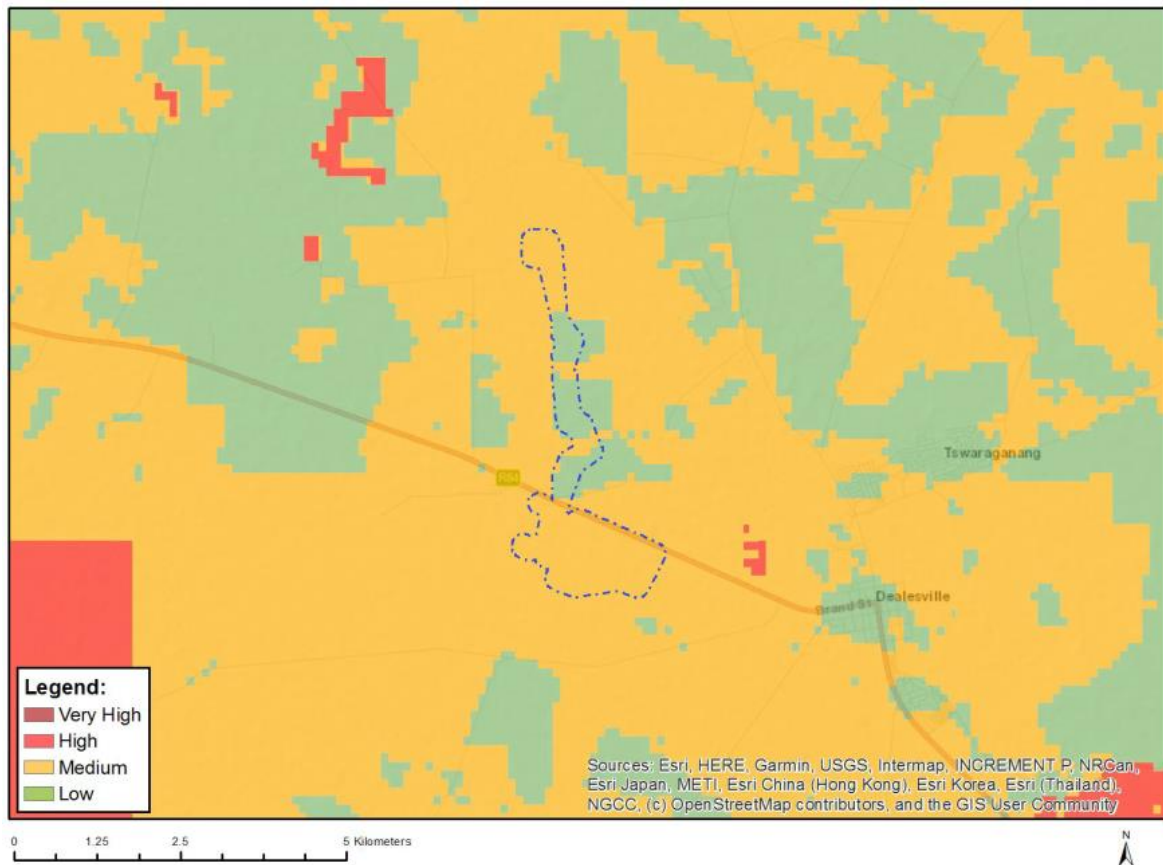 Tswaraganang
R64
Dealesville
Brand St
Legend:
Very High
High
Medium
Low
Sources: Esri, HERE, Garmin, USGS, Intermap, INCREMENT P, NRCan,
Esri Japan, METI, Esri China (Hong Kong), Esri Korea, Esri (Thailand),
NGCC, (c) OpenStreetMap contributors, and the GIS User Community
0 1.25 2.5 5 Kilometers
N